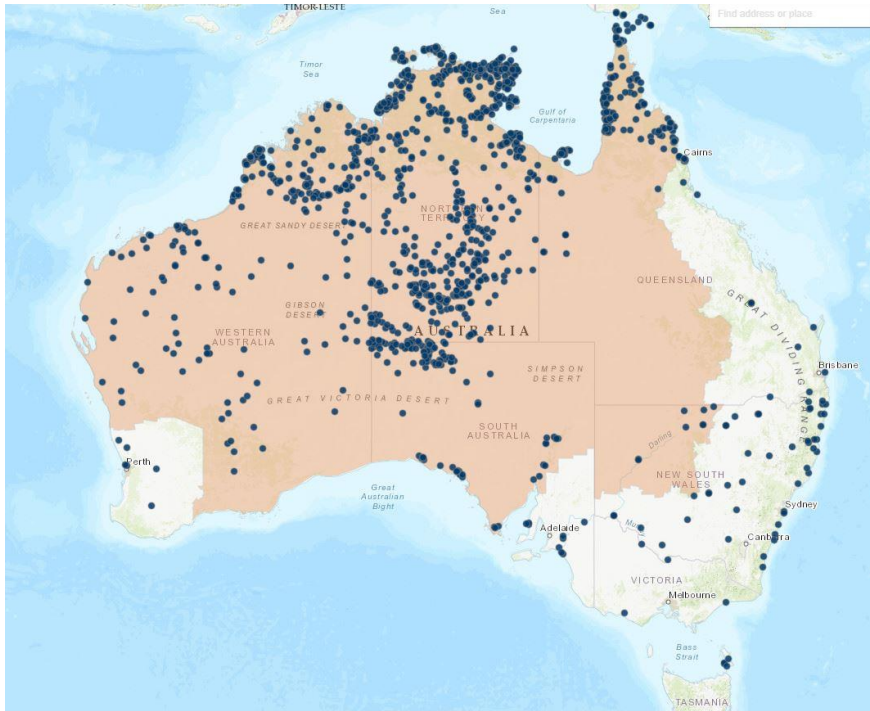 TIMOR-LESTE
Sea
Find address or place
Timor
Sea
Gulf of
Carpentaria
Cairns
NORTHERN
TERRITORY
GREAT SANDY DESERT
QUEENSLAND
GIBSON
DESERT
WESTERN
AUSTRALIA
AUSTRALIA
GREAT DIVIDING RANGE
SIMPSON
DESERT
Brisbane
GREAT VICTORIA DESERT
SOUTH
AUSTRALIA
Darling
Perth
NEW SOUTH
WALES
Great
Australian
Bight
Sydney
Adelaide
Canberra
VICTORIA
Melbourne
Bass
Strait
TASMANIA